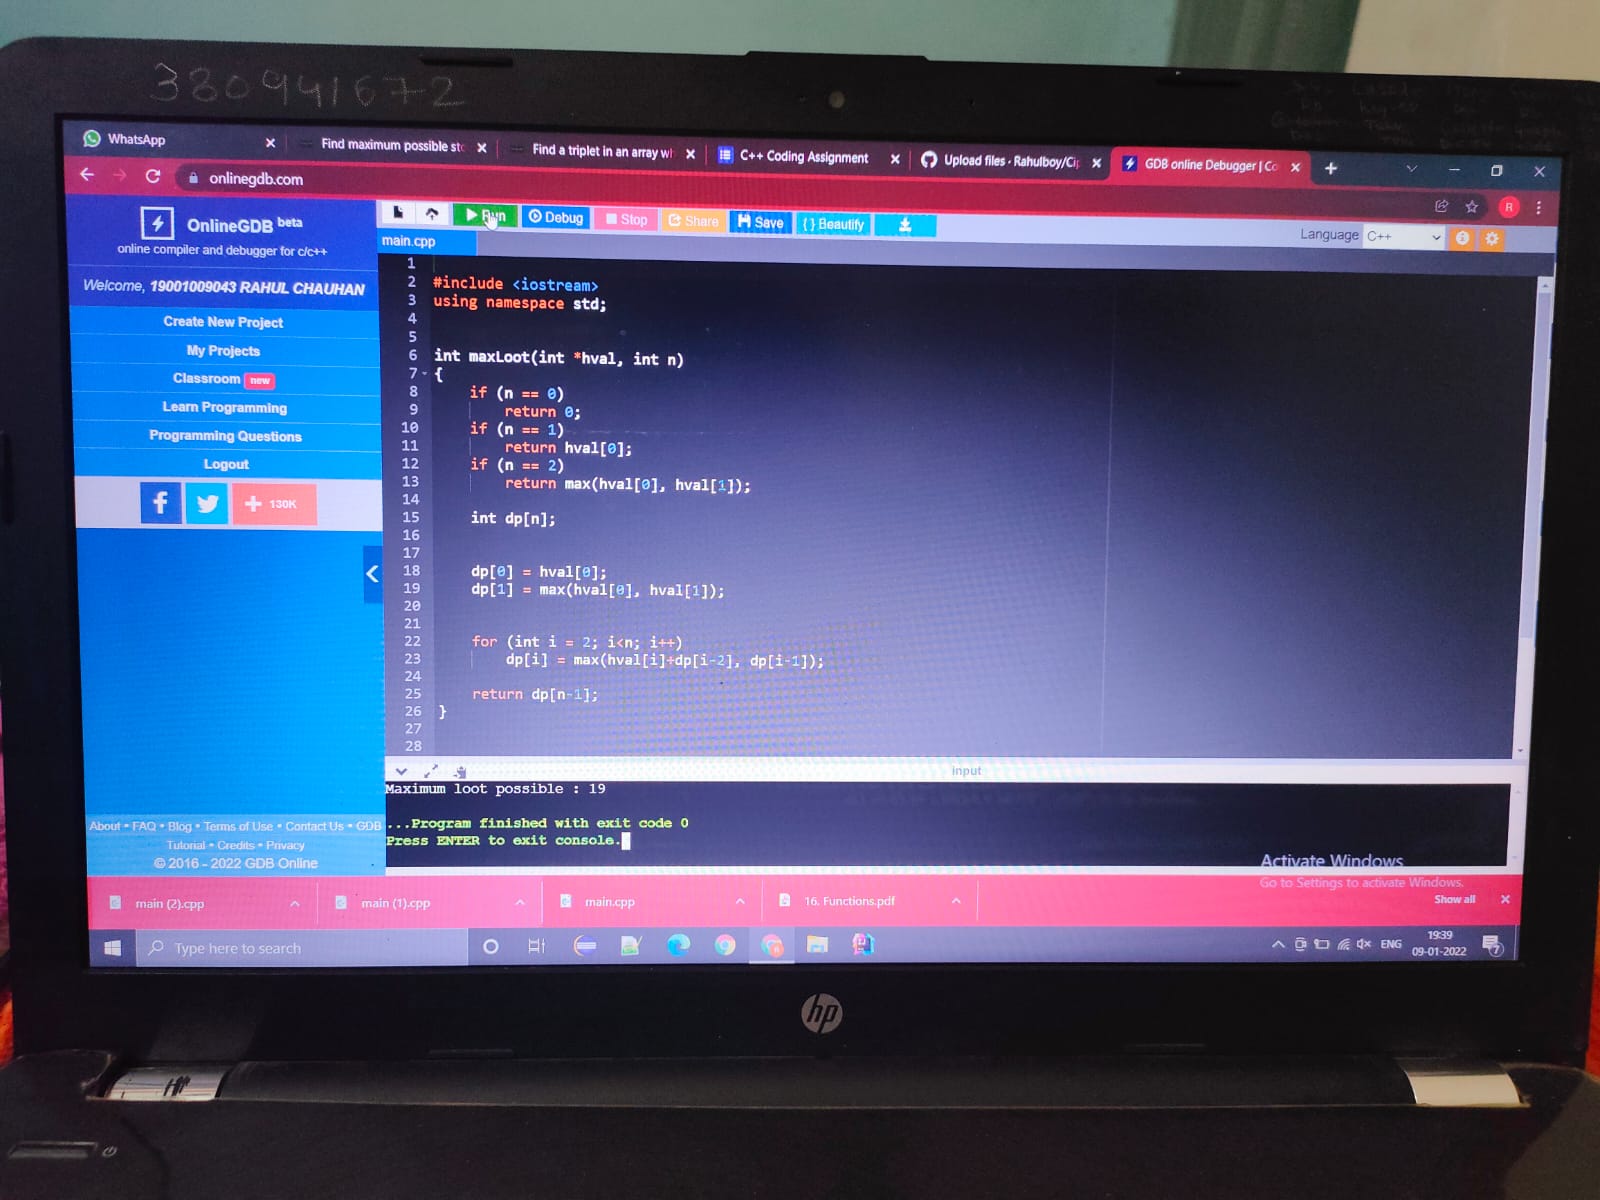 380941672
WhatsApp
Find maximum possible sto
Find a triplet in an array wh
C++ Coding Assignment
Upload files · Rahulboy/Cip
GDB online Debugger | Co
onlinegdb.com
R
OnlineGDB beta
online compiler and debugger for c/c++
Welcome, 19001009043 RAHUL CHAUHAN
Create New Project
My Projects
Classroom new
Learn Programming
Programming Questions
Logout
f
+ 130K
About • FAQ • Blog • Terms of Use • Contact Us • GDB
Tutorial • Credits • Privacy
© 2016 - 2022 GDB Online
Run Debug Stop Share Save {} Beautify
Language C++
main.cpp
1
2 #include <iostream>
3 using namespace std;
4
5
6 int maxLoot(int *hval, int n)
7 {
8 if (n == 0)
9 return 0;
10 if (n == 1)
11 return hval[0];
12 if (n == 2)
13 return max(hval[0], hval[1]);
14
15 int dp[n];
16
17
18 dp[0] = hval[0];
19 dp[1] = max(hval[0], hval[1]);
20
21
22 for (int i = 2; i<n; i++)
23 dp[i] = max(hval[i]+dp[i-2], dp[i-1]);
24
25 return dp[n-1];
26 }
27
28
input
Maximum loot possible : 19
...Program finished with exit code 0
Press ENTER to exit console.
Activate Windows
Go to Settings to activate Windows.
main (2).cpp
main (1).cpp
main.cpp
16. Functions.pdf
Show all
Type here to search
ENG
19:39
09-01-2022
7
hp